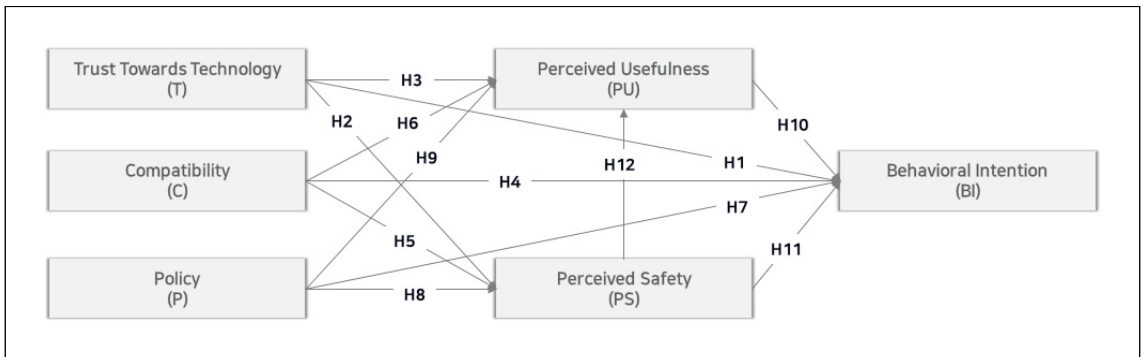 Trust Towards Technology
(T)
H3
Perceived Usefulness
(PU)
H2
H6
H10
H9
H12
H1
Compatibility
(C)
H4
Behavioral Intention
(BI)
H7
H5
H11
Policy
(P)
H8
Perceived Safety
(PS)